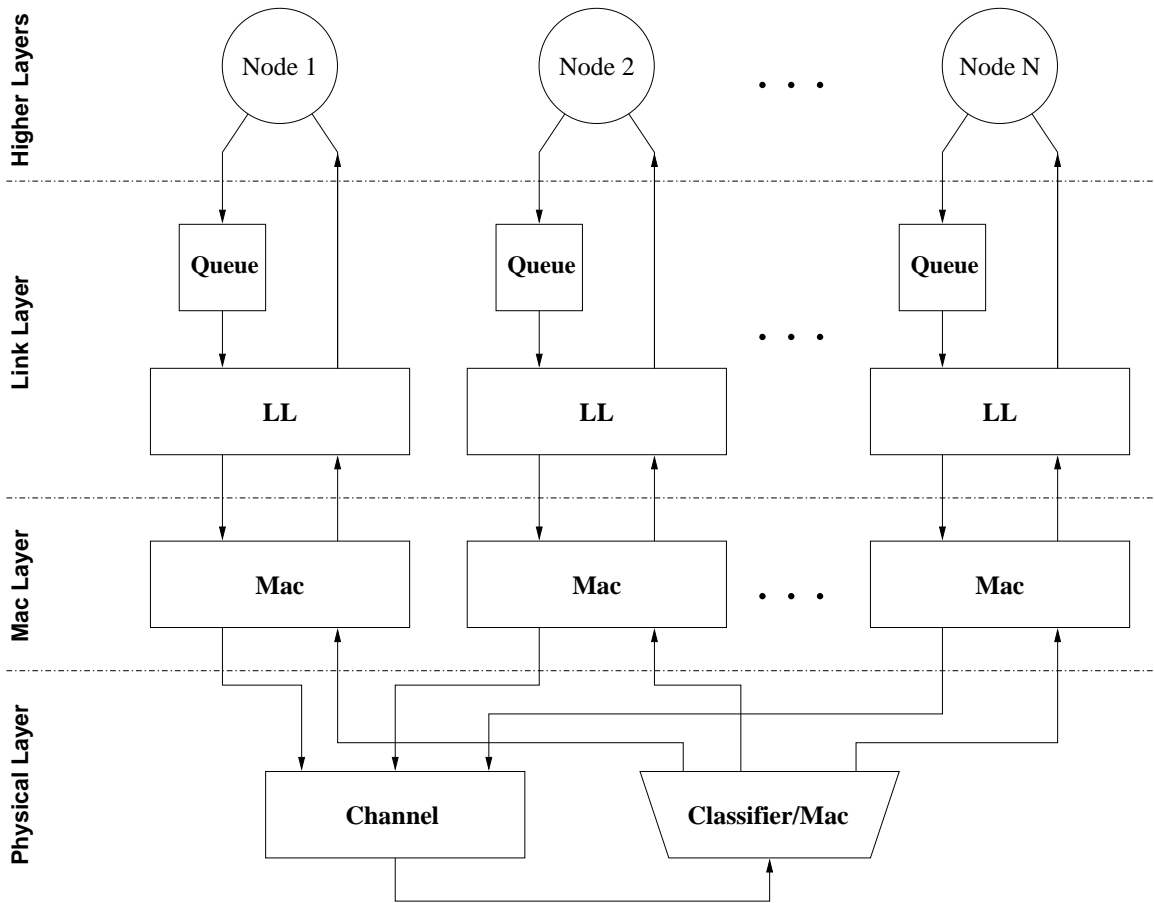 Higher Layers
Node 1
Node 2
. . .
Node N
Link Layer
Queue
Queue
Queue
. . .
LL
LL
LL
Mac Layer
Mac
Mac
. . .
Mac
Physical Layer
Channel
Classifier/Mac